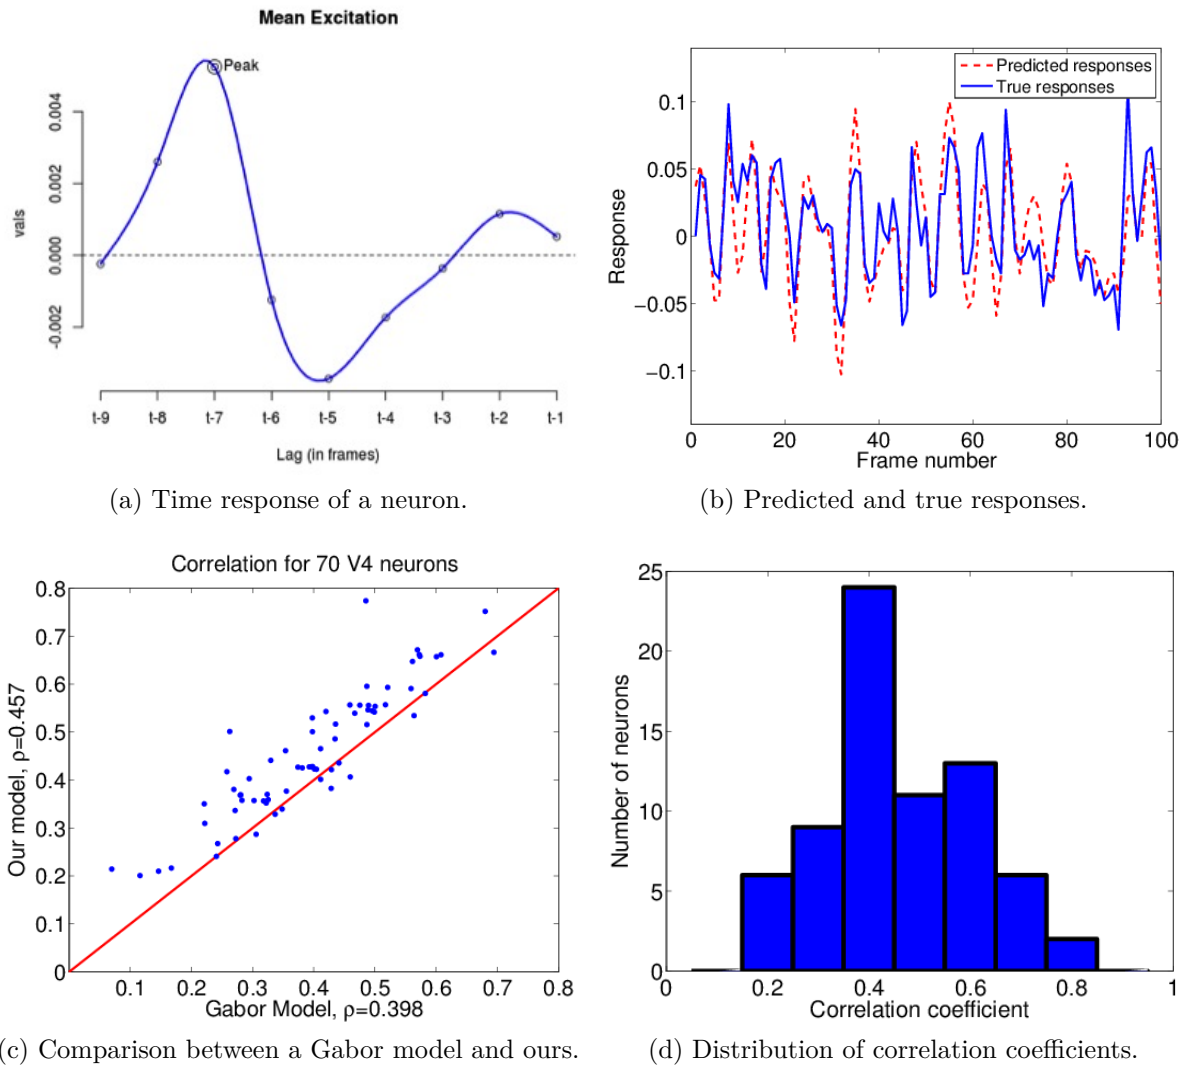 Mean Excitation
Peak
vals
0.004
0.002
0.000
-0.002
t-9 t-8 t-7 t-6 t-5 t-4 t-3 t-2 t-1
Lag (in frames)
(a) Time response of a neuron.
Predicted responses
True responses
Response
0.1
0.05
0
−0.05
−0.1
0 20 40 60 80 100
Frame number
(b) Predicted and true responses.
Correlation for 70 V4 neurons
Our model, ρ=0.457
0.8
0.7
0.6
0.5
0.4
0.3
0.2
0.1
0
0.1 0.2 0.3 0.4 0.5 0.6 0.7 0.8
Gabor Model, ρ=0.398
(c) Comparison between a Gabor model and ours.
Number of neurons
25
20
15
10
5
0
0 0.2 0.4 0.6 0.8 1
Correlation coefficient
(d) Distribution of correlation coefficients.